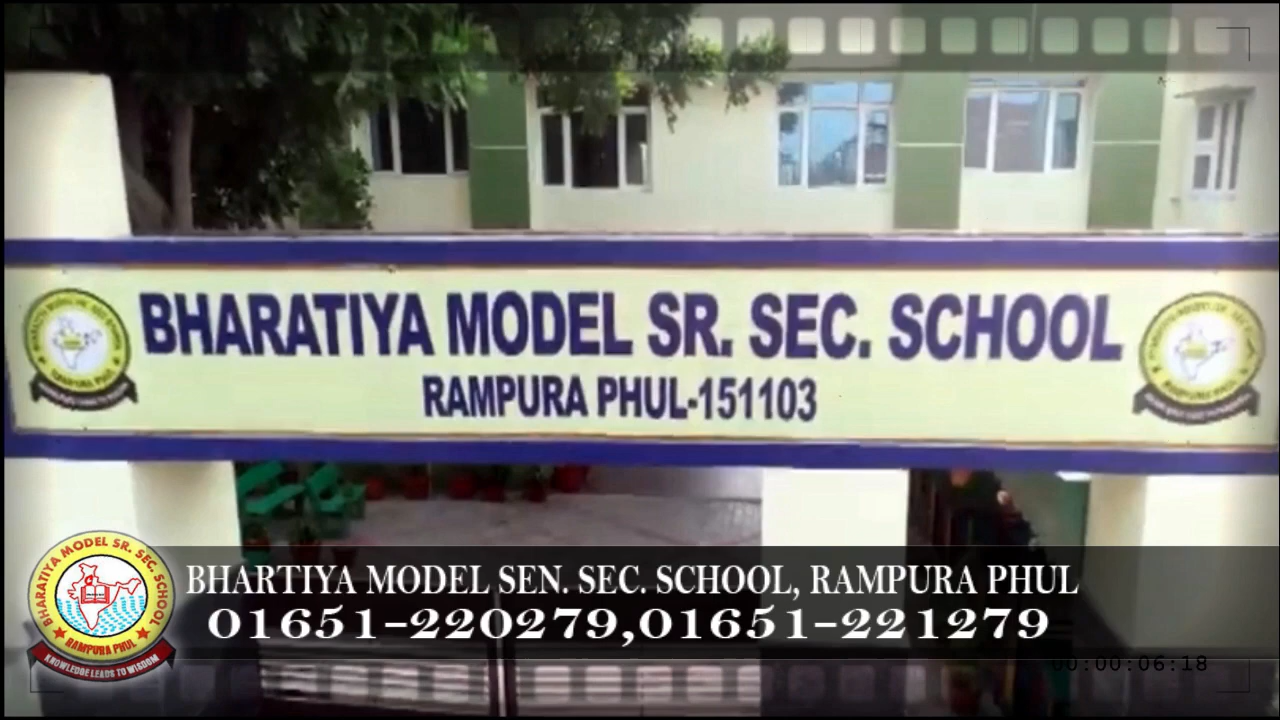 BHARATIYA MODEL SR. SEC. SCHOOL
RAMPURA PHUL-151103
BHARATIYA MODEL SR. SEC. SCHOOL
RAMPURA PHUL
KNOWLEDGE LEADS TO WISDOM
BHARTIYA MODEL SEN. SEC. SCHOOL, RAMPURA PHUL
01651-220279,01651-221279
00:00:06:18